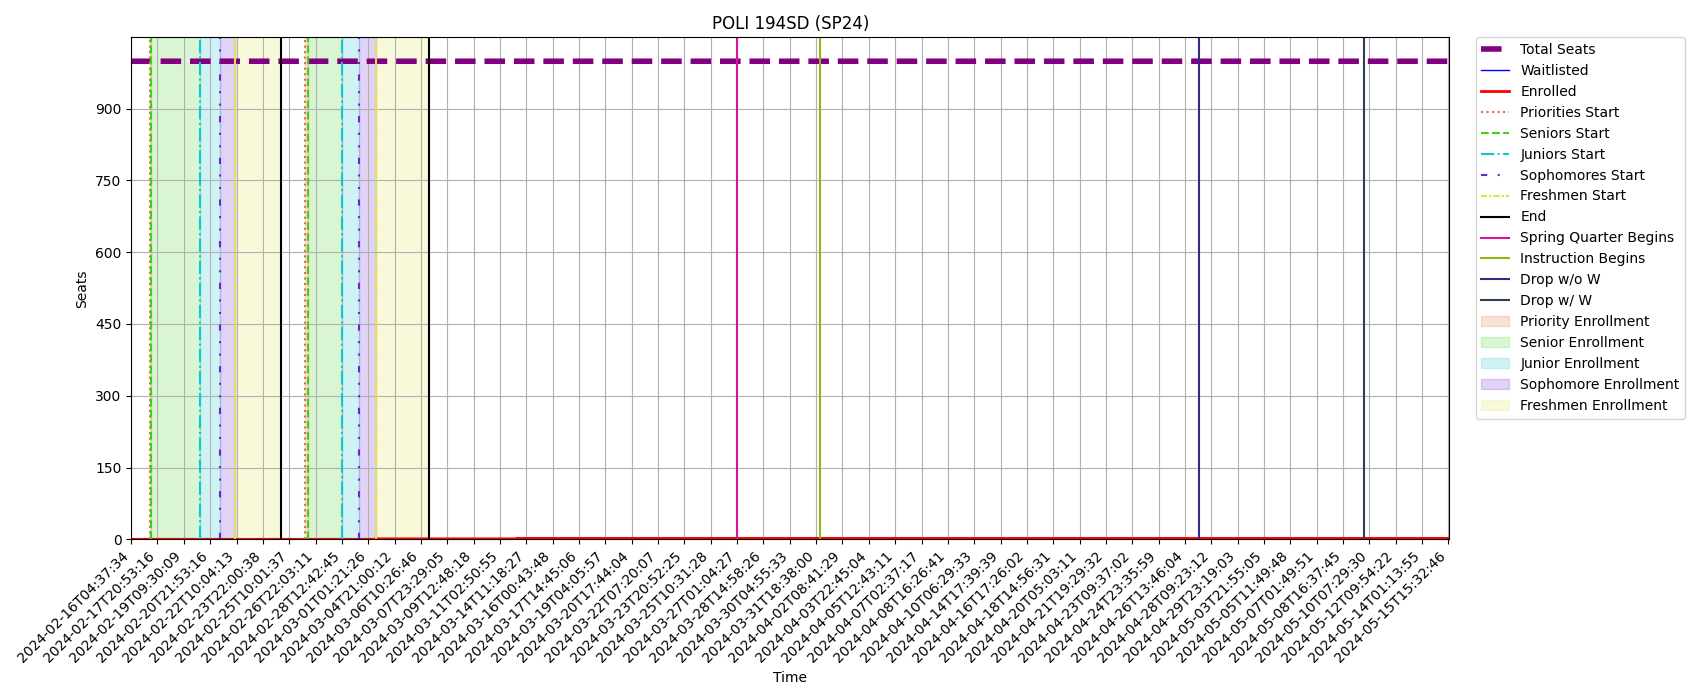 POLI 194SD (SP24)
Seats
900
750
600
450
300
150
0
2024-02-16T04:37:34
2024-02-17T20:53:16
2024-02-19T09:30:09
2024-02-20T21:53:16
2024-02-22T10:04:13
2024-02-23T22:00:38
2024-02-25T10:01:37
2024-02-26T22:03:11
2024-02-28T12:42:45
2024-03-01T01:21:26
2024-03-04T21:00:12
2024-03-06T10:26:46
2024-03-07T23:29:05
2024-03-09T12:48:18
2024-03-11T02:50:55
2024-03-14T11:18:27
2024-03-16T00:43:48
2024-03-17T14:45:06
2024-03-19T04:05:57
2024-03-20T17:44:04
2024-03-22T07:20:07
2024-03-23T20:52:25
2024-03-25T10:31:28
2024-03-27T01:04:27
2024-03-28T14:58:26
2024-03-30T04:55:33
2024-03-31T18:38:00
2024-04-02T08:41:29
2024-04-03T22:45:04
2024-04-05T12:43:11
2024-04-07T02:37:17
2024-04-08T16:26:41
2024-04-10T06:29:33
2024-04-14T17:39:39
2024-04-16T17:26:02
2024-04-18T14:56:31
2024-04-20T05:03:11
2024-04-21T19:29:32
2024-04-23T09:37:02
2024-04-24T23:35:59
2024-04-26T13:46:04
2024-04-28T09:23:12
2024-04-29T23:19:03
2024-05-03T21:55:05
2024-05-05T11:49:48
2024-05-07T01:49:51
2024-05-08T16:37:45
2024-05-10T07:29:30
2024-05-12T09:54:22
2024-05-14T01:13:55
2024-05-15T15:32:46
Time
Total Seats
Waitlisted
Enrolled
Priorities Start
Seniors Start
Juniors Start
Sophomores Start
Freshmen Start
End
Spring Quarter Begins
Instruction Begins
Drop w/o W
Drop w/ W
Priority Enrollment
Senior Enrollment
Junior Enrollment
Sophomore Enrollment
Freshmen Enrollment